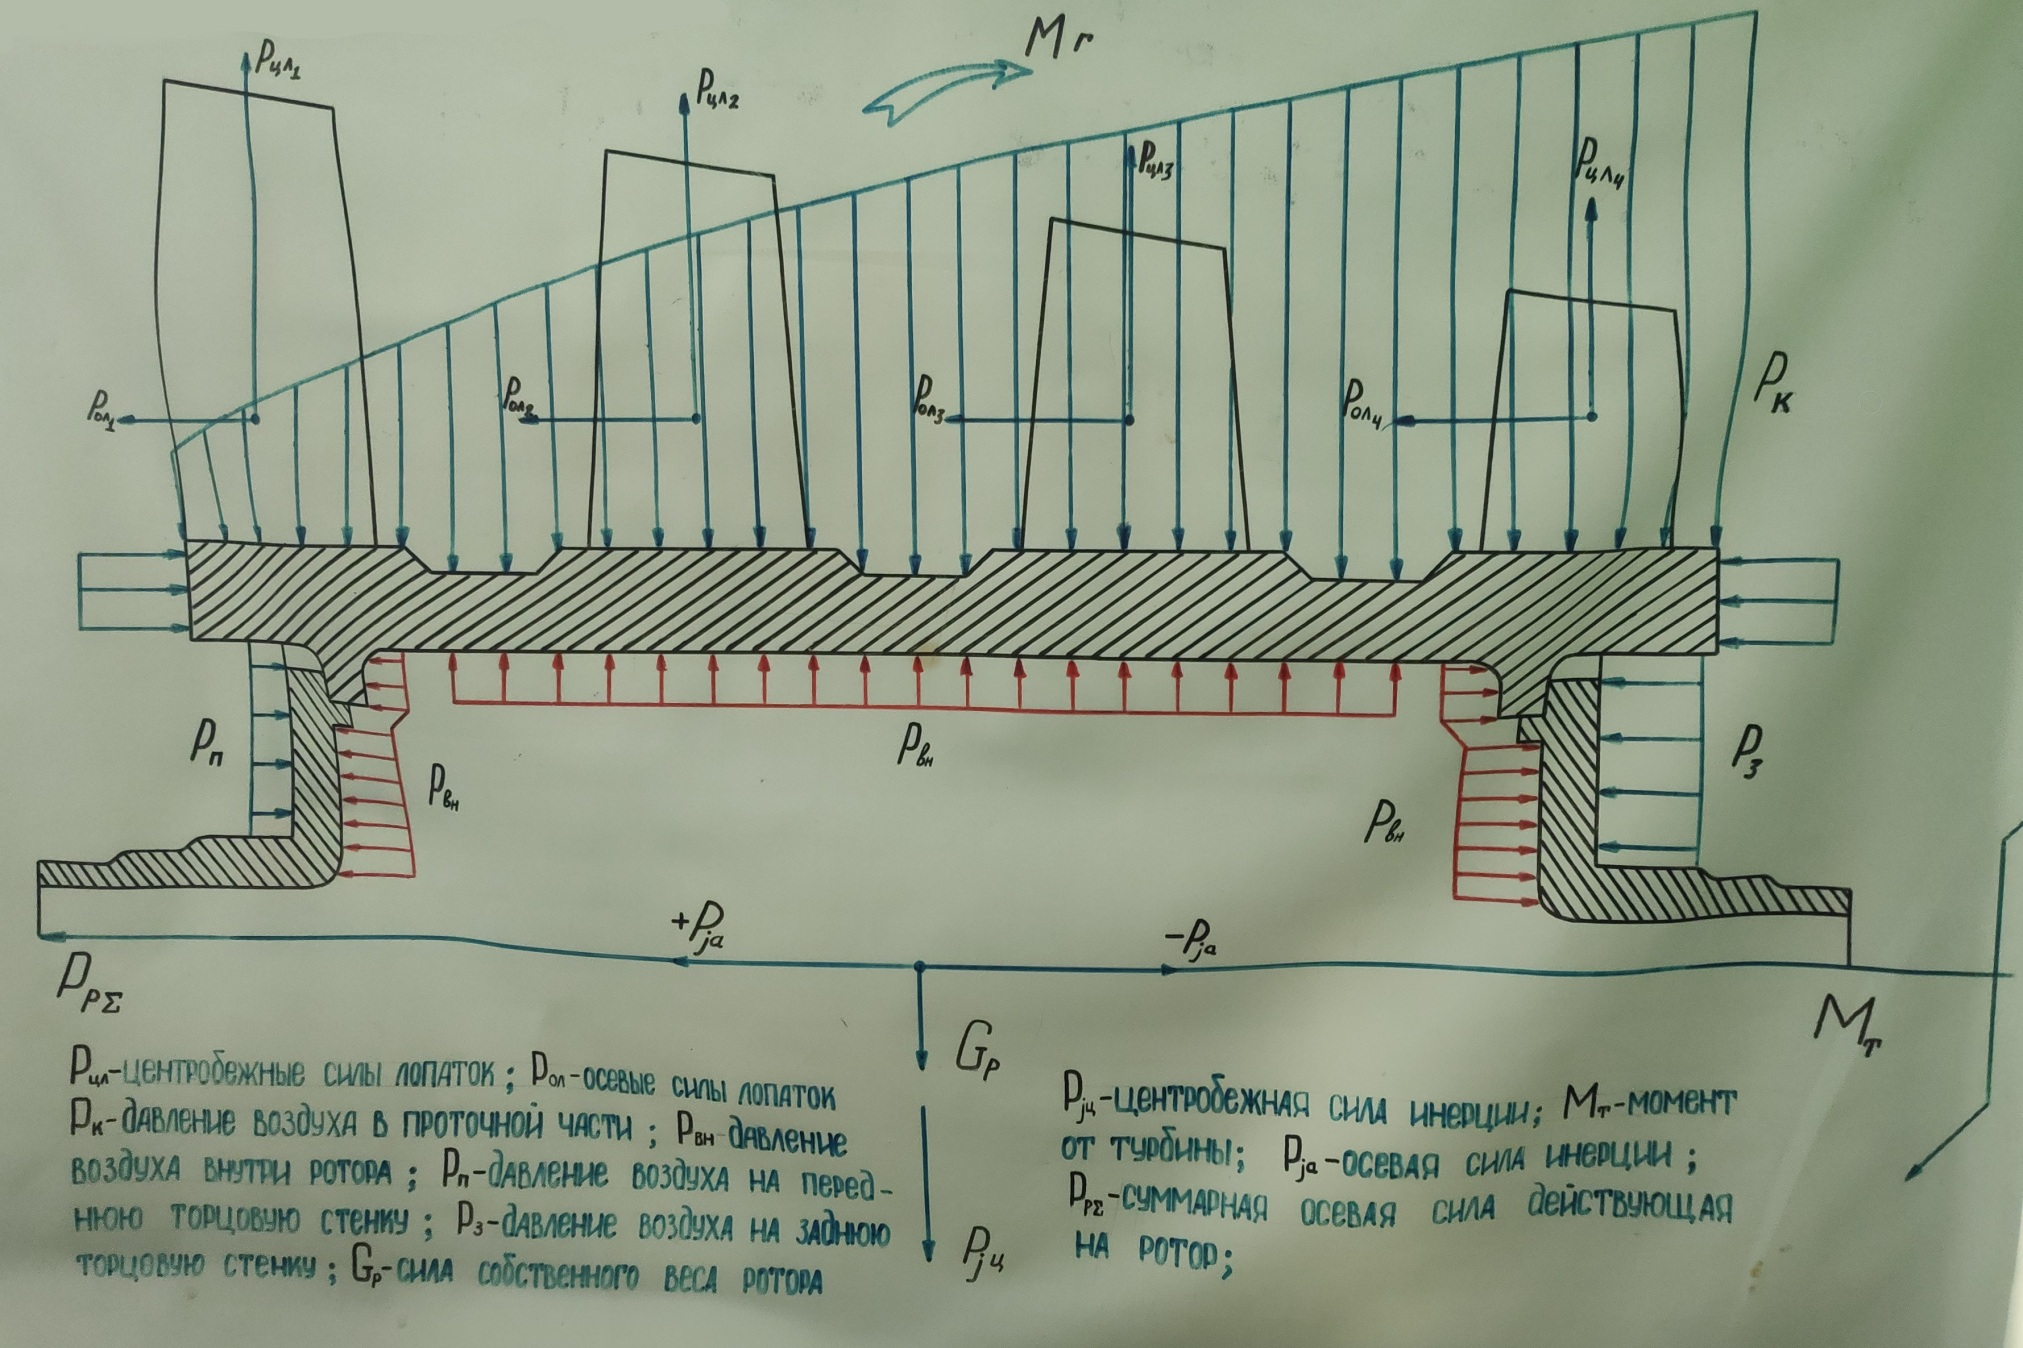 Pцл1
Mг
Pцл2
Pцл3
Pцл4
Pол1
Pол2
Pол3
Pол4
Pк
Pп
Pвн
Pвн
Pвн
Pз
+Pja
-Pja
PрΣ
Gр
Mт
Pjц
Pцл-центробежные силы лопаток; Pол-осевые силы лопаток
Pк-давление воздуха в проточной части; Pвн-давление
воздуха внутри ротора; Pп-давление воздуха на перед-
нюю торцовую стенку; Pз-давление воздуха на заднюю
торцовую стенку; Gр-сила собственного веса ротора
Pjц-центробежная сила инерции; Mт-момент
от турбины; Pja-осевая сила инерции;
PрΣ-суммарная осевая сила действующая
на ротор;